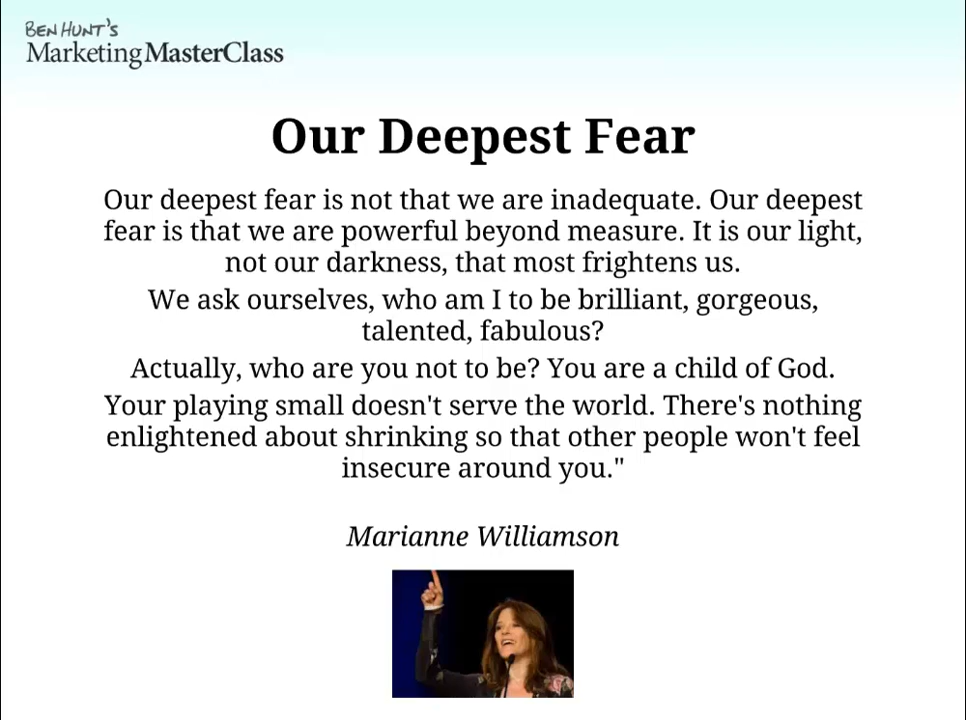 BEN HUNT'S
Marketing MasterClass
Our Deepest Fear
Our deepest fear is not that we are inadequate. Our deepest
fear is that we are powerful beyond measure. It is our light,
not our darkness, that most frightens us.
We ask ourselves, who am I to be brilliant, gorgeous,
talented, fabulous?
Actually, who are you not to be? You are a child of God.
Your playing small doesn't serve the world. There's nothing
enlightened about shrinking so that other people won't feel
insecure around you."
Marianne Williamson